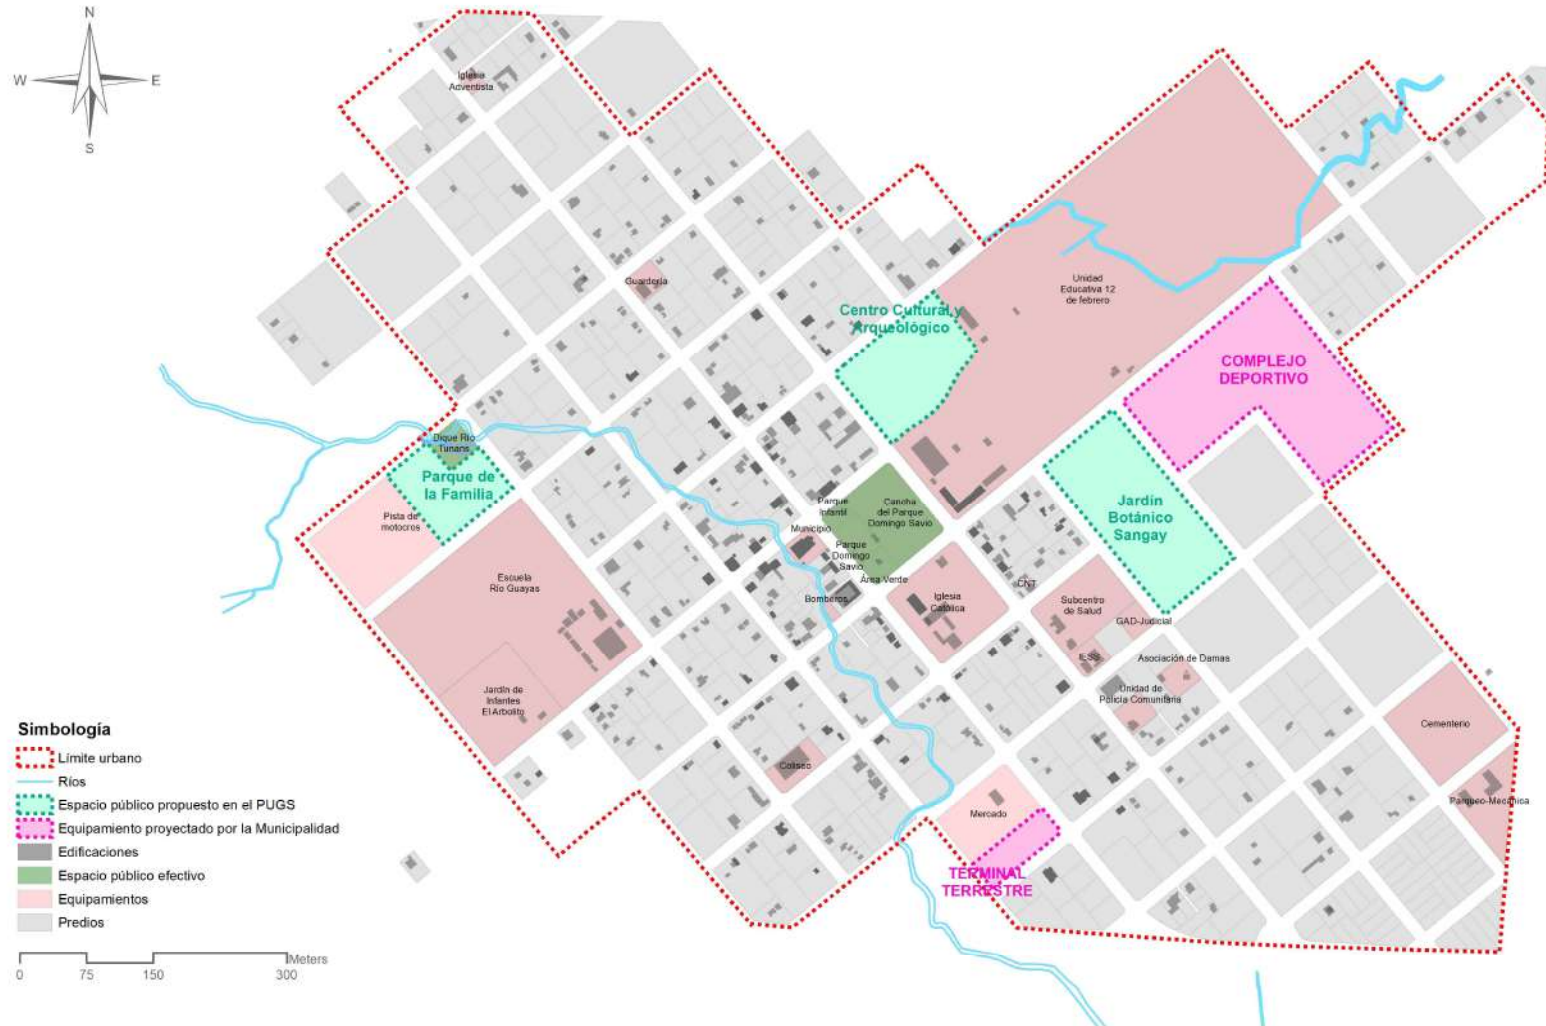 N
W
E
S
Iglesia
Adventista
Guardería
Unidad
Educativa 12
de febrero
Centro Cultural y
Arqueológico
COMPLEJO
DEPORTIVO
Dique Río
Tunans
Parque de
la Familia
Pista de
motocros
Parque
Infantil
Cancha
del Parque
Domingo Savio
Municipio
Parque
Domingo
Savio
Área Verde
Jardín
Botánico
Sangay
Escuela
Río Guayas
Bomberos
Iglesia
Católica
CNT
Subcentro
de Salud
GAD-Judicial
IESS
Asociación de Damas
Unidad de
Policía Comunitaria
Jardín de
Infantes
El Arbolito
Coliseo
Cementerio
Parqueo-Mecánica
Mercado
TERMINAL
TERRESTRE
Simbología
Límite urbano
Ríos
Espacio público propuesto en el PUGS
Equipamiento proyectado por la Municipalidad
Edificaciones
Espacio público efectivo
Equipamientos
Predios
Meters
0 75 150 300